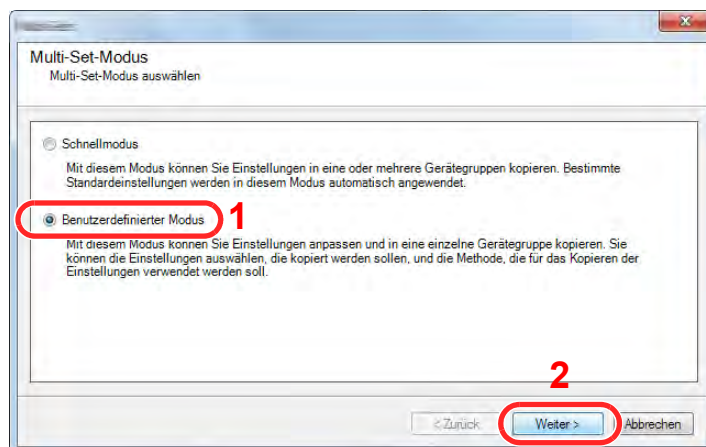 Multi-Set-Modus
Multi-Set-Modus auswählen
Schnellmodus
Mit diesem Modus können Sie Einstellungen in eine oder mehrere Gerätegruppen kopieren. Bestimmte
Standardeinstellungen werden in diesem Modus automatisch angewendet.
Benutzerdefinierter Modus 1
Mit diesem Modus können Sie Einstellungen anpassen und in eine einzelne Gerätegruppe kopieren. Sie
können die Einstellungen auswählen, die kopiert werden sollen, und die Methode, die für das Kopieren der
Einstellungen verwendet werden soll.
2
< Zurück Weiter > Abbrechen